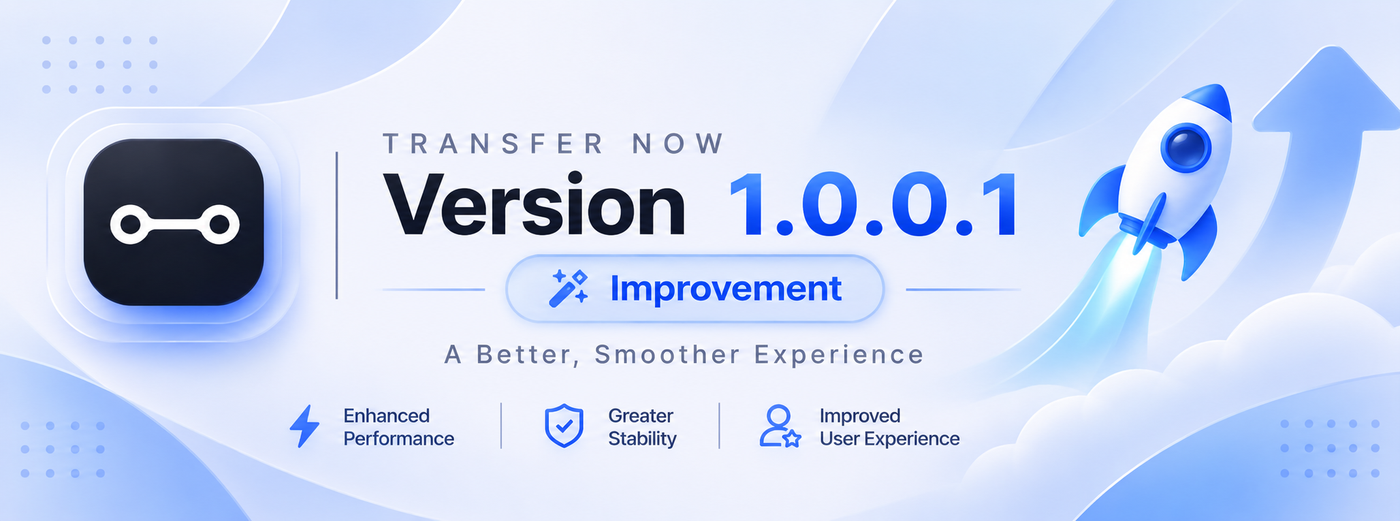 TRANSFER NOW
Version 1.0.0.1
Improvement
A Better, Smoother Experience
Enhanced
Performance
Greater
Stability
Improved
User Experience